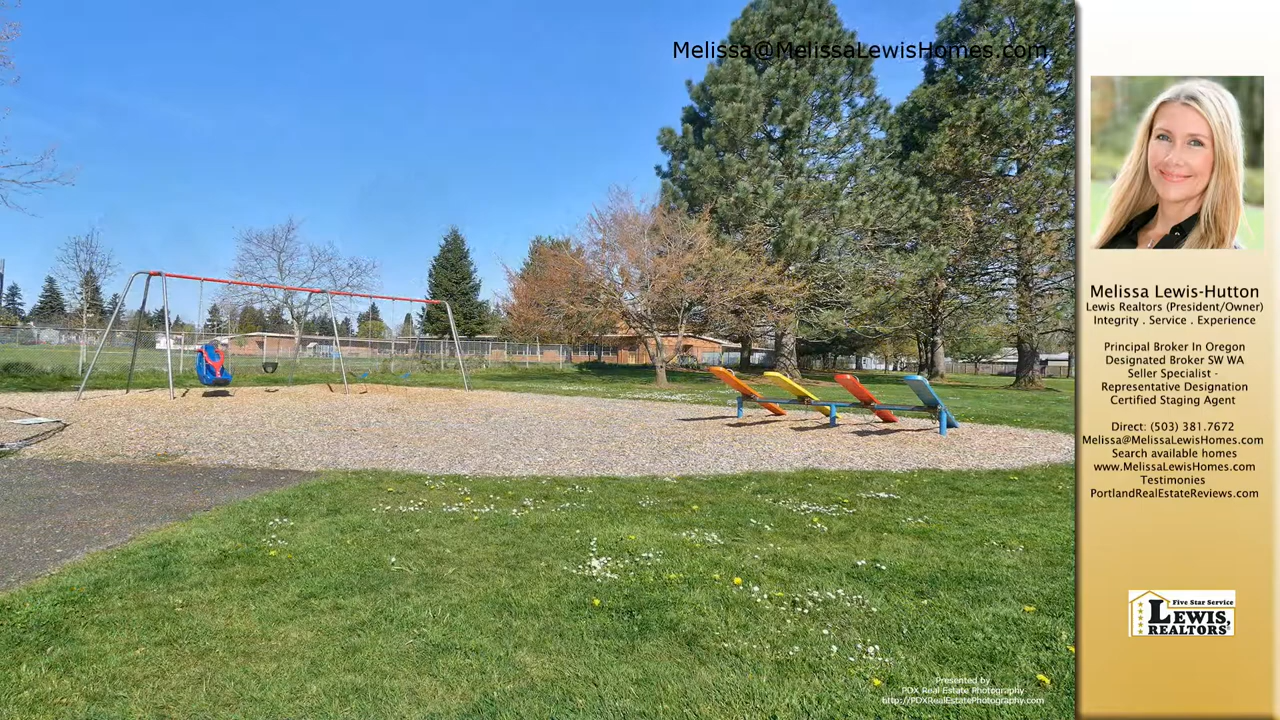 Melissa@MelissaLewisHomes.com
Melissa Lewis-Hutton
Lewis Realtors (President/Owner)
Integrity . Service . Experience
Principal Broker In Oregon
Designated Broker SW WA
Seller Specialist -
Representative Designation
Certified Staging Agent
Direct: (503) 381.7672
Melissa@MelissaLewisHomes.com
Search available homes
www.MelissaLewisHomes.com
Testimonies
PortlandRealEstateReviews.com
Five Star Service
LEWIS,
REALTORS
Presented by
PDX Real Estate Photography
http://PDXRealEstatePhotography.com